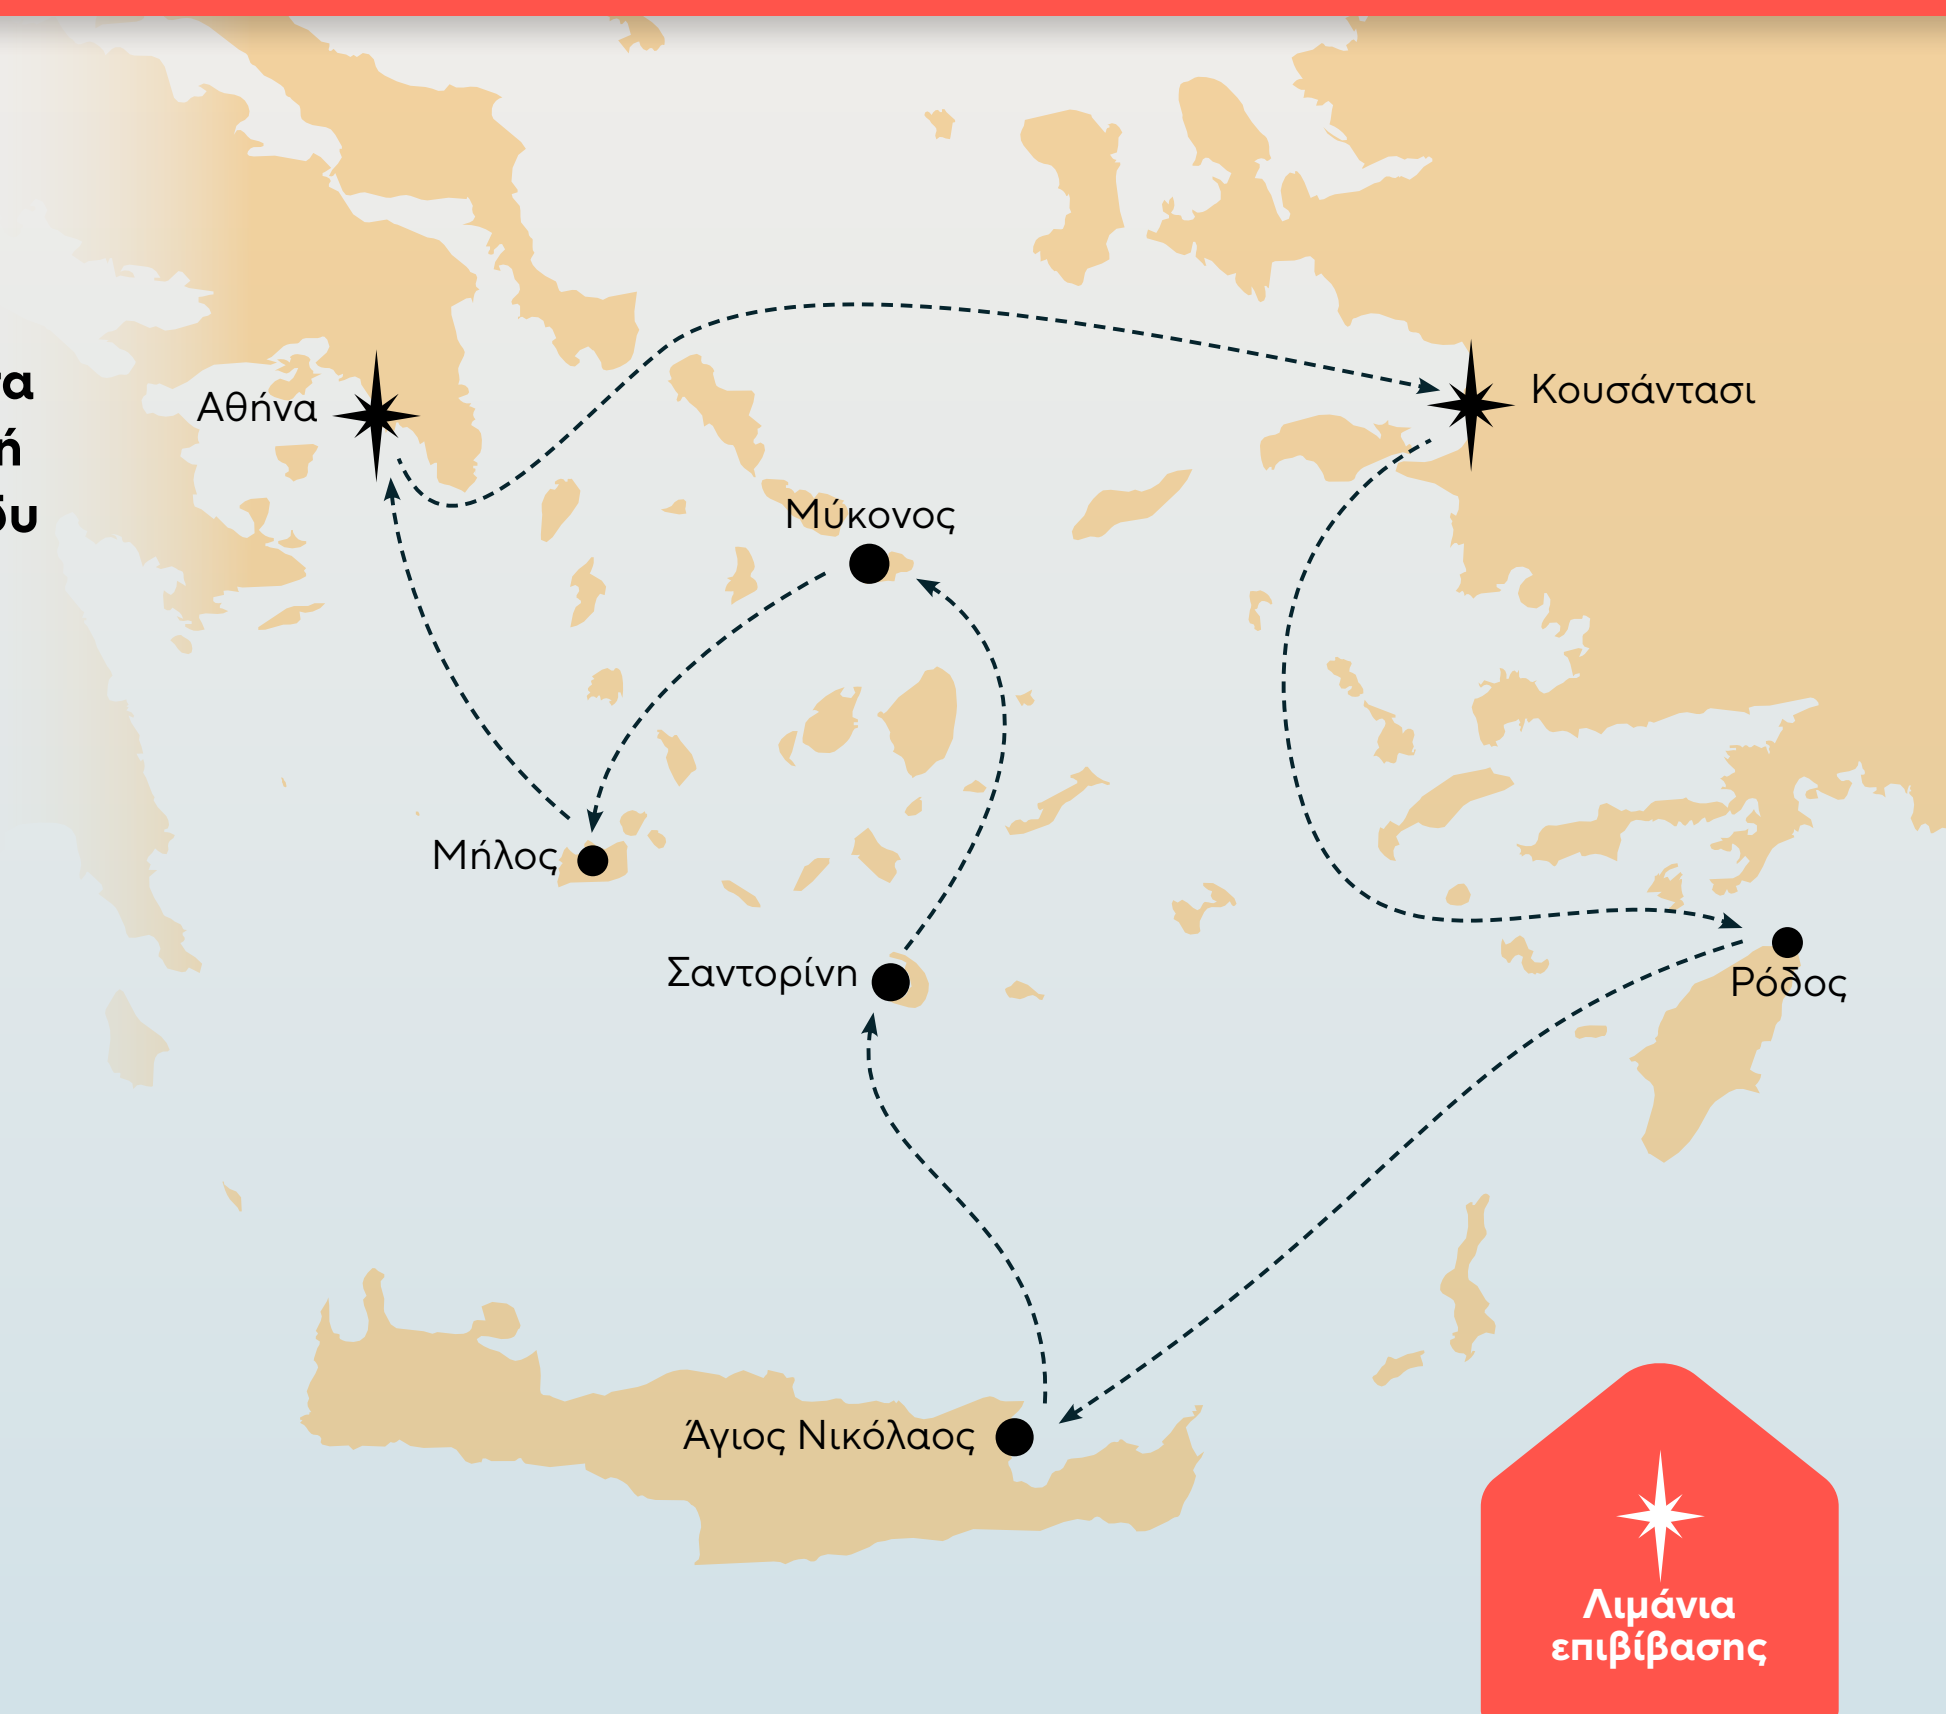 Αθήνα
Κουσάντασι
Μύκονος
Μήλος
Σαντορίνη
Ρόδος
Άγιος Νικόλαος
Λιμάνια
επιβίβασης